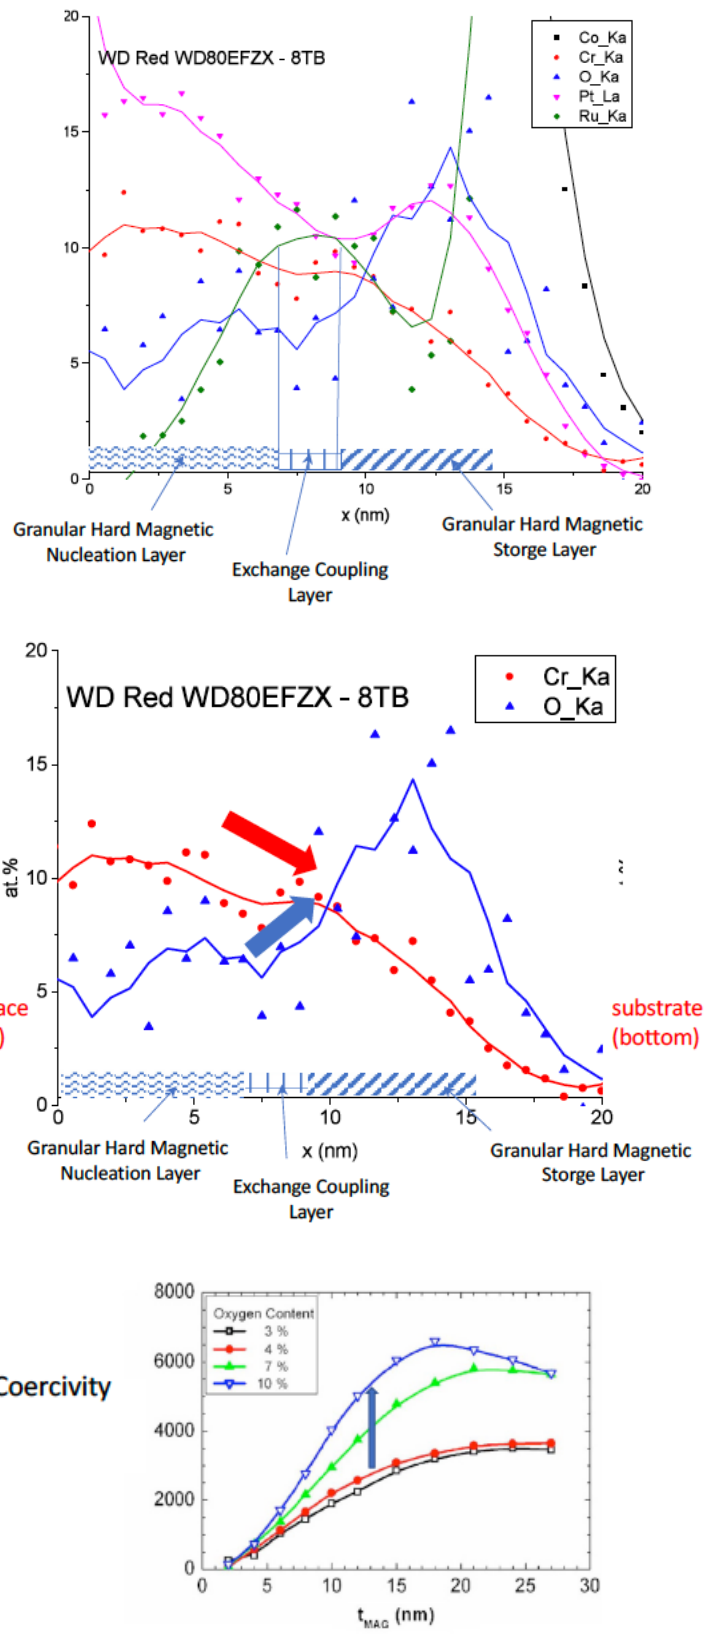 20
WD Red WD80EFZX - 8TB
Co_Ka
Cr_Ka
O_Ka
Pt_La
Ru_Ka
15
10
5
0
0 5 10 15 20
x (nm)
Granular Hard Magnetic
Nucleation Layer
Exchange Coupling
Layer
Granular Hard Magnetic
Storge Layer
20
WD Red WD80EFZX - 8TB
Cr_Ka
O_Ka
15
at.%
10
5
substrate
(bottom)
0
0 5 10 15 20
x (nm)
Granular Hard Magnetic
Nucleation Layer
Exchange Coupling
Layer
Granular Hard Magnetic
Storge Layer
8000
Oxygen Content
3 %
4 %
7 %
10 %
6000
Coercivity
4000
2000
0
0 5 10 15 20 25 30
tMAG (nm)